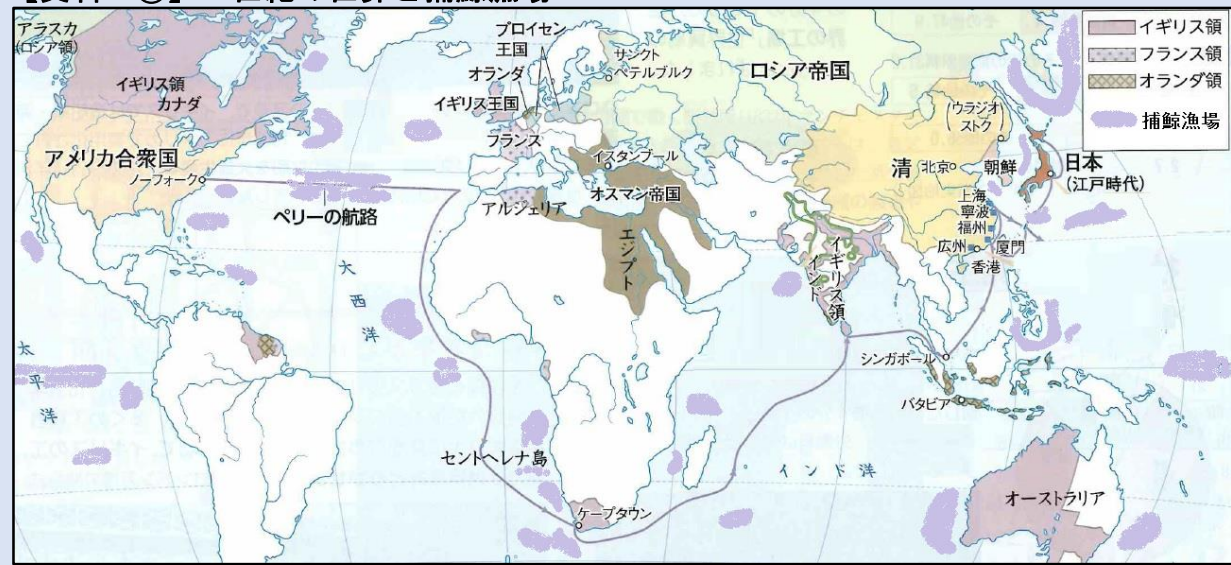 アラスカ
(ロシア領)
イギリス領
カナダ
アメリカ合衆国
ノーフォーク
ペリーの航路
大西洋
太平洋
プロイセン
王国
オランダ
イギリス王国
フランス
サンクト
ペテルブルク
ロシア帝国
イスタンブール
オスマン帝国
アルジェリア
エジプト
セントヘレナ島
ケープタウン
インド洋
イギリス領
インド
清
北京
(ウラジオ
ストク)
朝鮮
日本
(江戸時代)
上海
寧波
福州
広州
厦門
香港
シンガポール
バタビア
オーストラリア
イギリス領
フランス領
オランダ領
捕鯨漁場